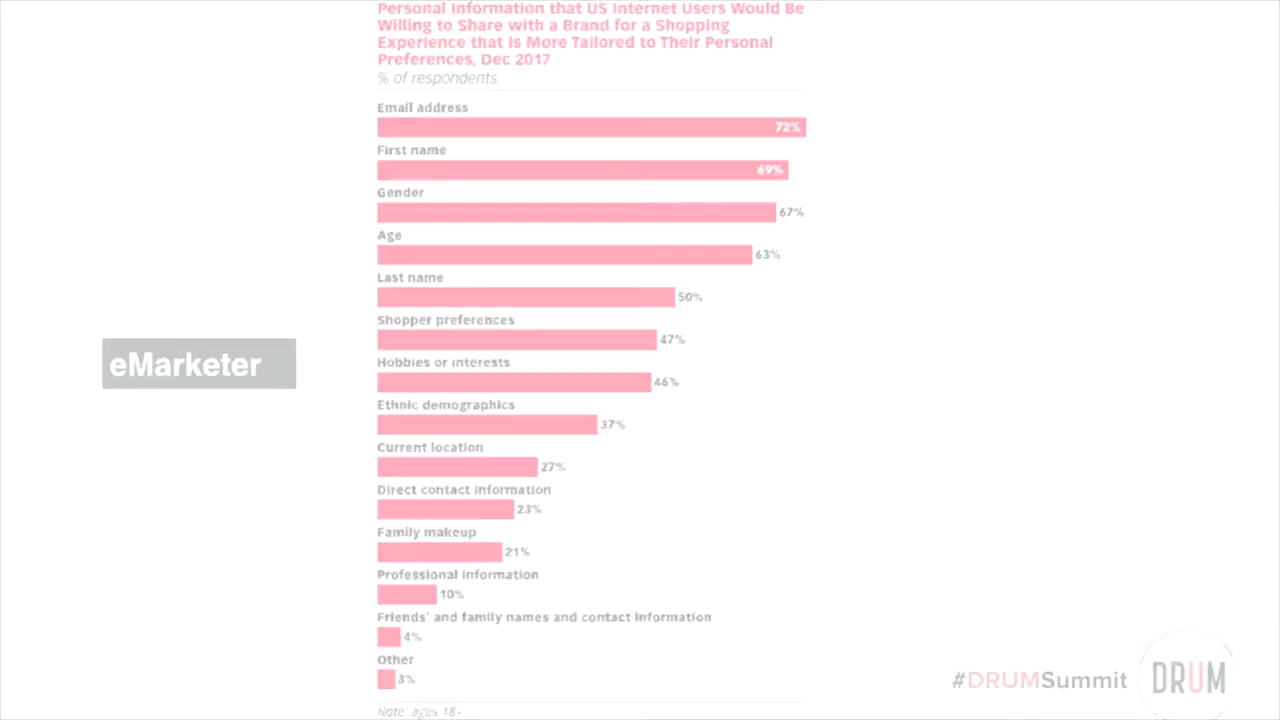 Personal Information that US Internet Users Would Be
Willing to Share with a Brand for a Shopping
Experience that Is More Tailored to Their Personal
Preferences, Dec 2017
% of respondents
Email address
72%
First name
69%
Gender
67%
Age
63%
Last name
50%
Shopper preferences
47%
eMarketer
Hobbies or interests
46%
Ethnic demographics
37%
Current location
27%
Direct contact information
23%
Family makeup
21%
Professional information
10%
Friends' and family names and contact information
4%
Other
3%
#DRUMSummit
DRUM
Note: ages 18+